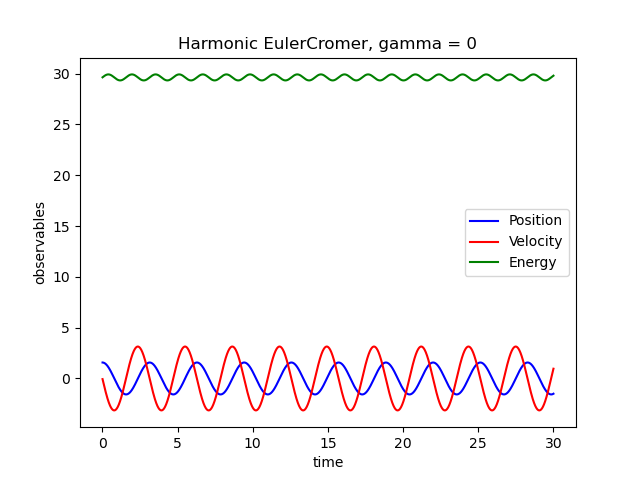 Harmonic EulerCromer, gamma = 0
observables
30
25
20
15
10
5
0
Position
Velocity
Energy
0 5 10 15 20 25 30
time